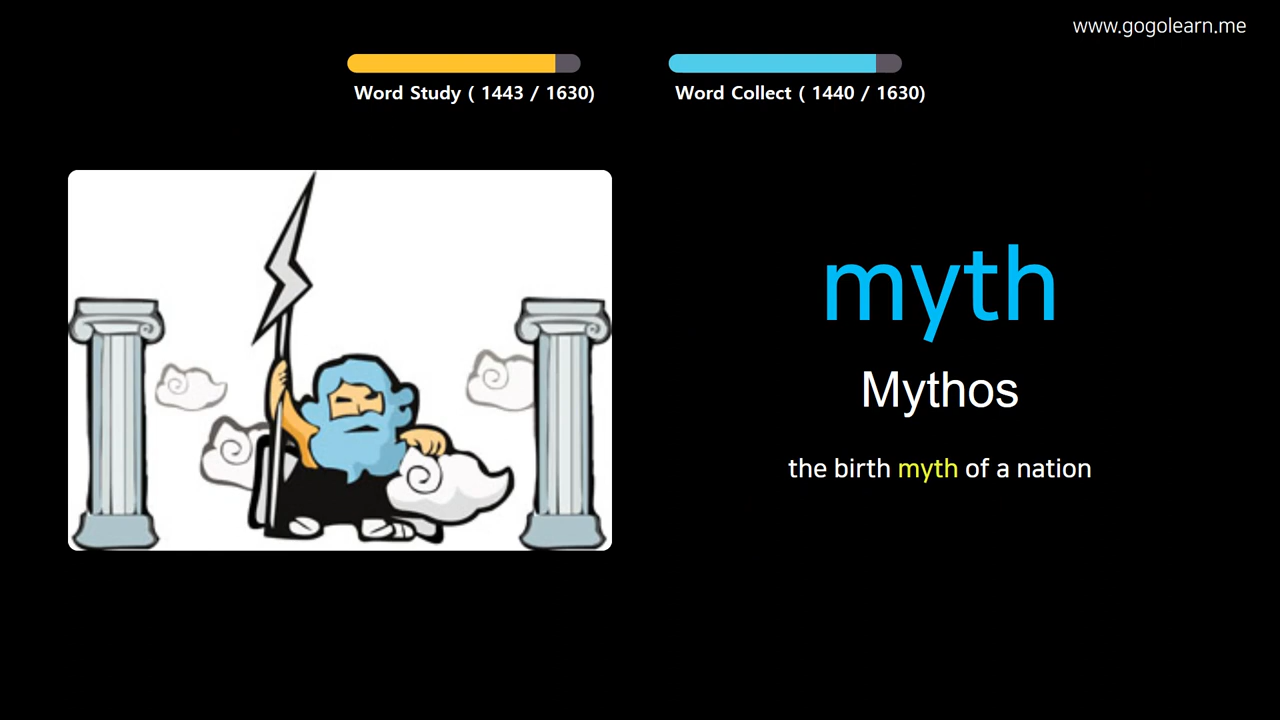 www.gogolearn.me
Word Study ( 1443 / 1630)
Word Collect ( 1440 / 1630)
myth
Mythos
the birth myth of a nation